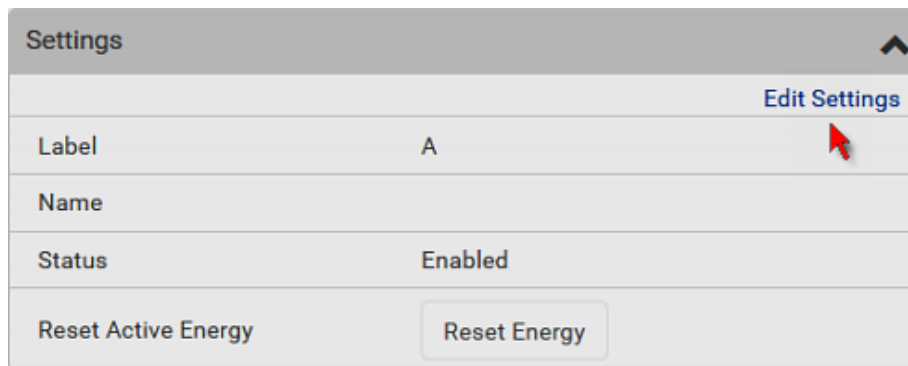 Settings
Edit Settings
Label A
Name
Status Enabled
Reset Active Energy Reset Energy